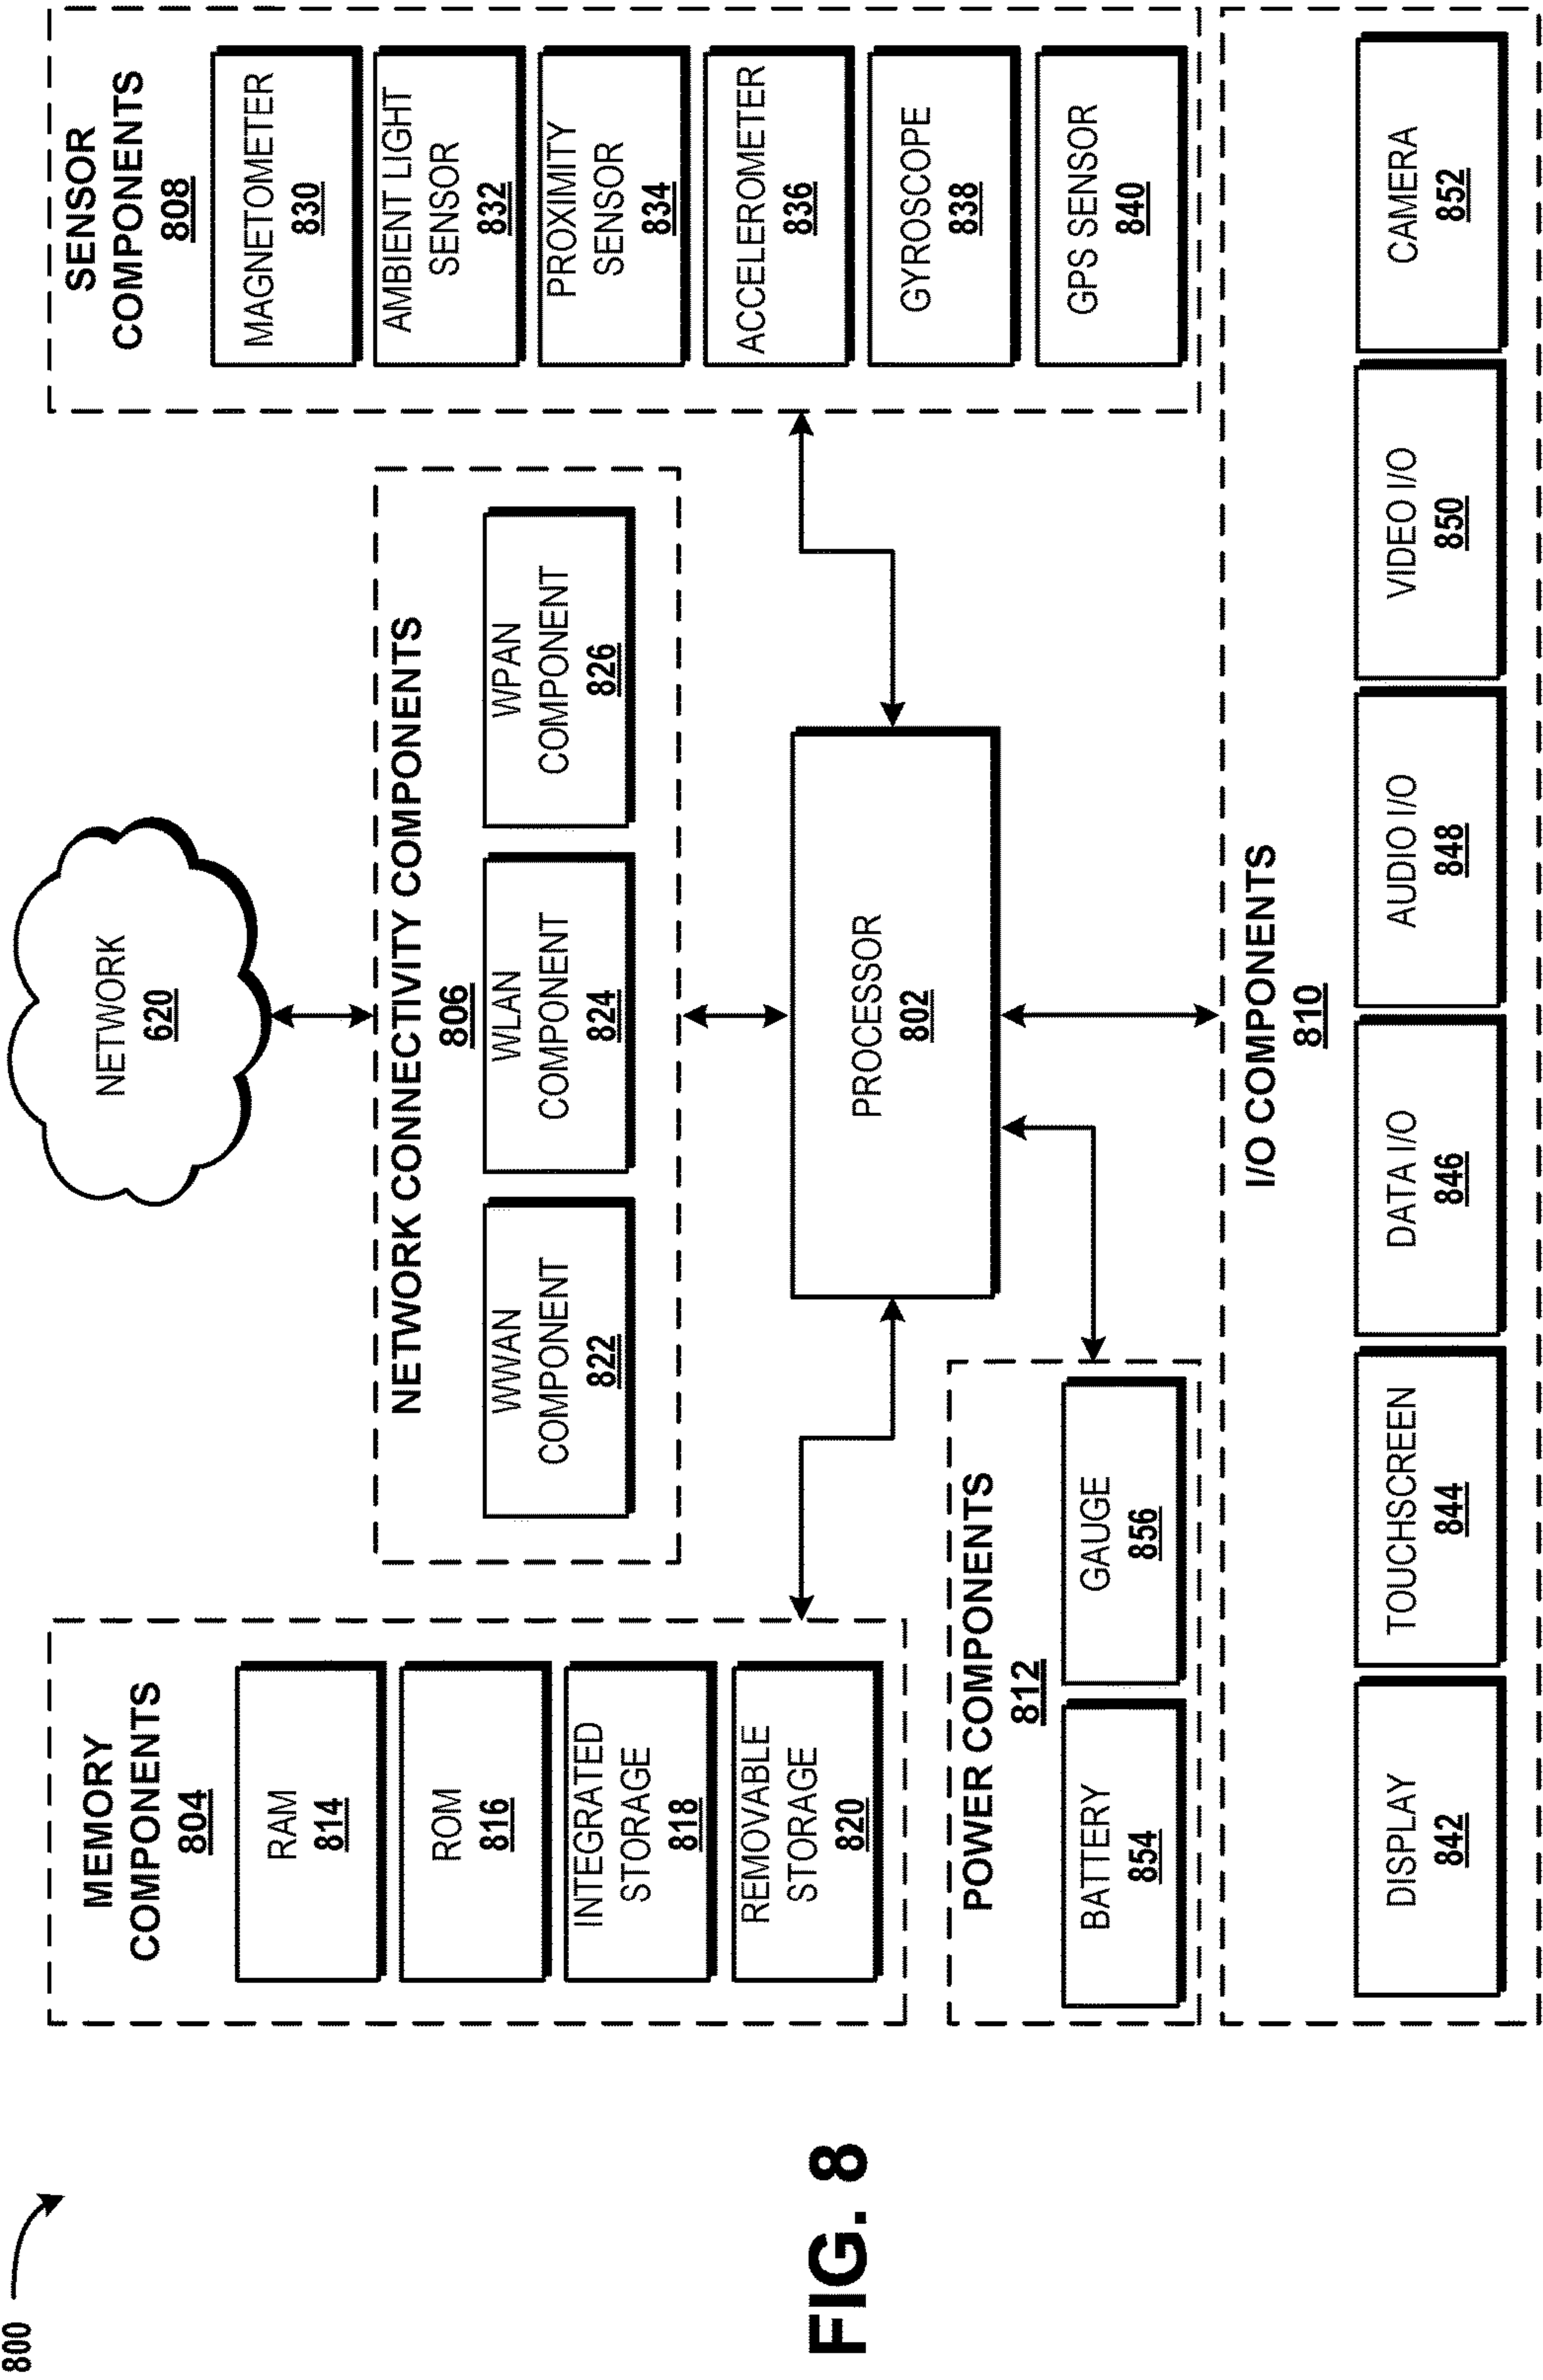 800
NETWORK
620
MEMORY
COMPONENTS
804
RAM
814
ROM
816
INTEGRATED
STORAGE
818
REMOVABLE
STORAGE
820
NETWORK CONNECTIVITY COMPONENTS
806
WWAN
COMPONENT
822
WLAN
COMPONENT
824
WPAN
COMPONENT
826
SENSOR
COMPONENTS
808
MAGNETOMETER
830
AMBIENT LIGHT
SENSOR
832
PROXIMITY
SENSOR
834
ACCELEROMETER
836
GYROSCOPE
838
GPS SENSOR
840
PROCESSOR
802
POWER COMPONENTS
812
BATTERY
854
GAUGE
856
I/O COMPONENTS
810
DISPLAY
842
TOUCHSCREEN
844
DATA I/O
846
AUDIO I/O
848
VIDEO I/O
850
CAMERA
852
FIG. 8